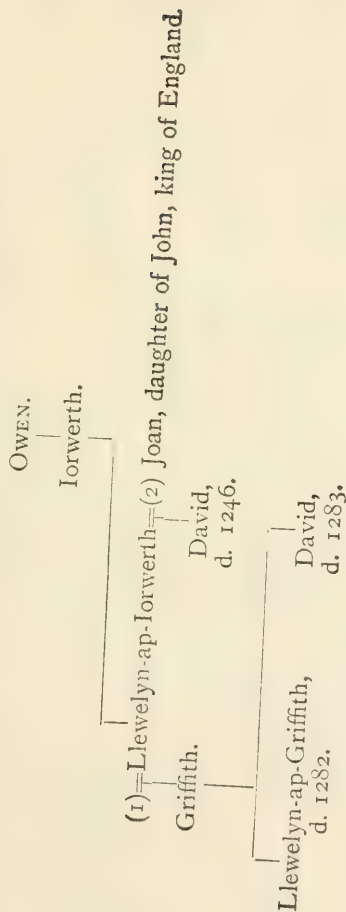 OWEN.
Iorwerth.
(1)=Llewelyn-ap-Iorwerth=(2) Joan, daughter of John, king of England.
Griffith.
David,
d. 1246.
Llewelyn-ap-Griffith,
d. 1282.
David,
d. 1283.